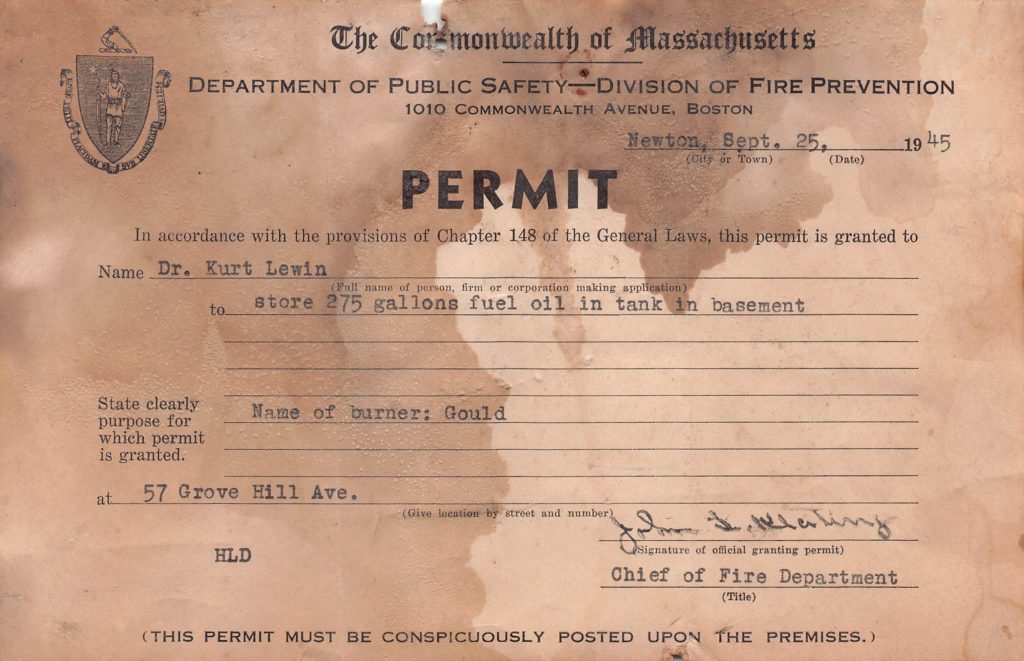 The Commonwealth of Massachusetts
DEPARTMENT OF PUBLIC SAFETY—DIVISION OF FIRE PREVENTION
1010 COMMONWEALTH AVENUE, BOSTON
Newton, Sept. 25, 1945
(City or Town) (Date)
PERMIT
In accordance with the provisions of Chapter 148 of the General Laws, this permit is granted to
Name Dr. Kurt Lewin
(Full name of person, firm or corporation making application)
to store 275 gallons fuel oil in tank in basement
State clearly
purpose for
which permit
is granted.
Name of burner: Gould
at 57 Grove Hill Ave.
(Give location by street and number)
John
(Signature of official granting permit)
HLD
Chief of Fire Department
(Title)
(THIS PERMIT MUST BE CONSPICUOUSLY POSTED UPON THE PREMISES.)